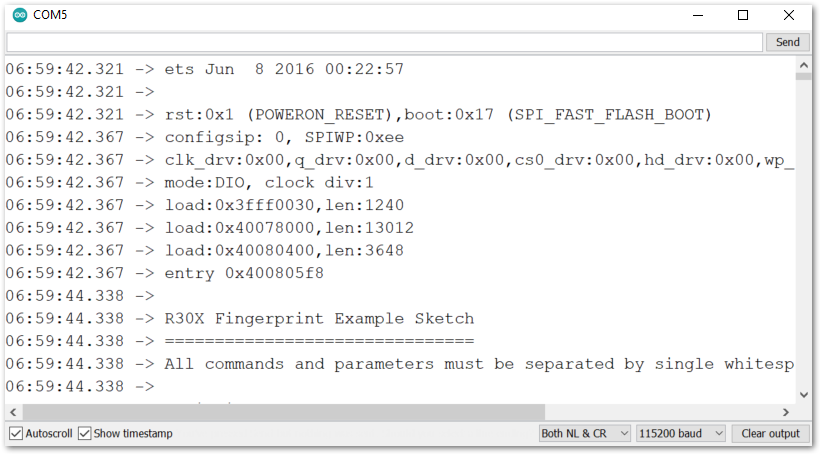 COM5
Send
06:59:42.321 -> ets Jun  8 2016 00:22:57
06:59:42.321 ->
06:59:42.321 -> rst:0x1 (POWERON_RESET),boot:0x17 (SPI_FAST_FLASH_BOOT)
06:59:42.367 -> configsip: 0, SPIWP:0xee
06:59:42.367 -> clk_drv:0x00,q_drv:0x00,d_drv:0x00,cs0_drv:0x00,hd_drv:0x00,wp_
06:59:42.367 -> mode:DIO, clock div:1
06:59:42.367 -> load:0x3fff0030,len:1240
06:59:42.367 -> load:0x40078000,len:13012
06:59:42.367 -> load:0x40080400,len:3648
06:59:42.367 -> entry 0x400805f8
06:59:44.338 ->
06:59:44.338 -> R30X Fingerprint Example Sketch
06:59:44.338 -> ===============================
06:59:44.338 -> All commands and parameters must be separated by single whitesp
06:59:44.338 ->
Autoscroll Show timestamp Both NL & CR 115200 baud Clear output